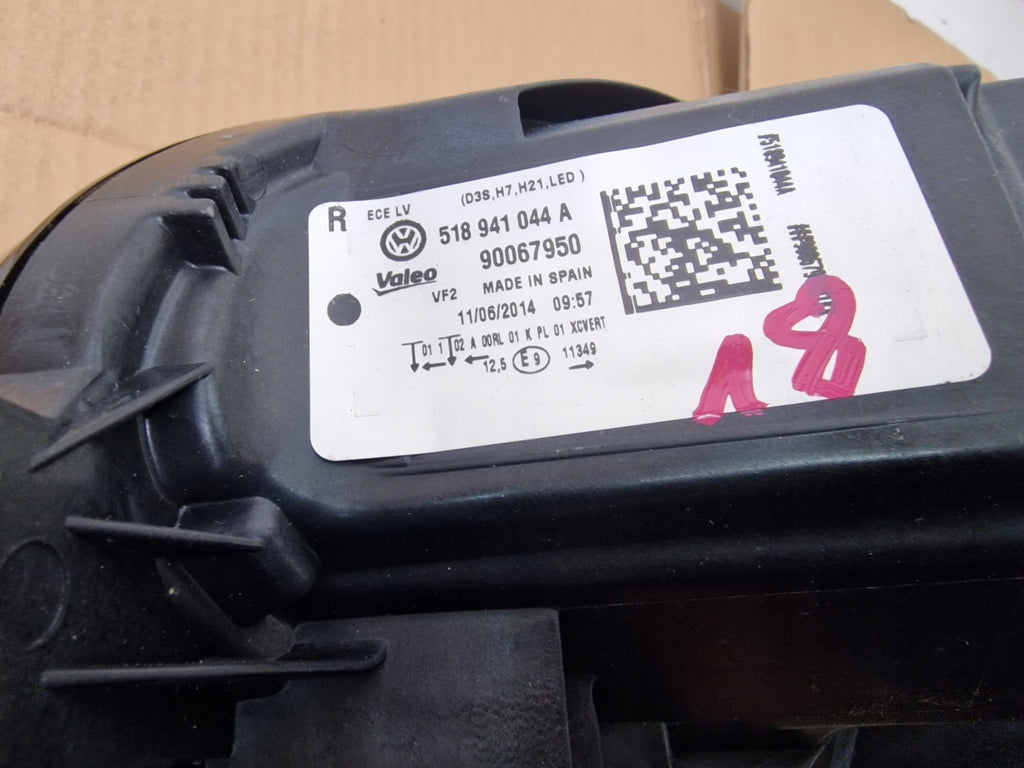 (D3S,H7,H21,LED)
R ECE LV
518 941 044 A
90067950
Valeo
VF2 MADE IN SPAIN
11/06/2014 09:57
01 1 02 A 00RL 01 K PL 01 XCVERT
12,5 E9 11349
18